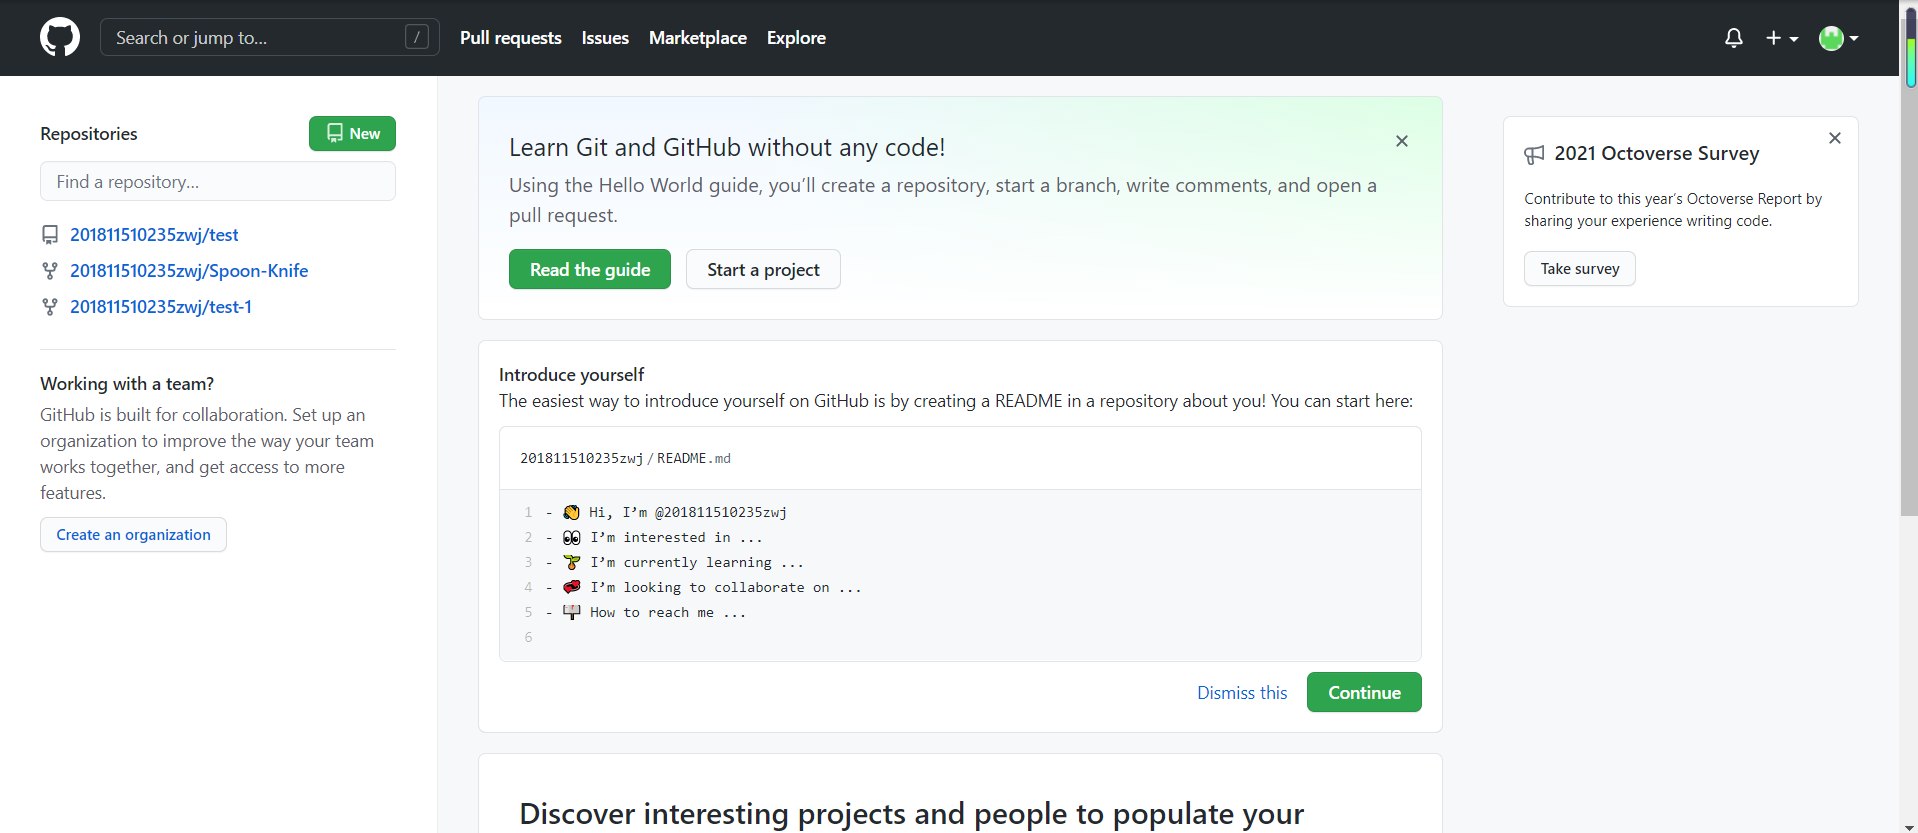 Search or jump to...
/
Pull requests
Issues
Marketplace
Explore
Repositories
New
Find a repository...
201811510235zwj/test
201811510235zwj/Spoon-Knife
201811510235zwj/test-1
Working with a team?
GitHub is built for collaboration. Set up an
organization to improve the way your team
works together, and get access to more
features.
Create an organization
Learn Git and GitHub without any code!
Using the Hello World guide, you’ll create a repository, start a branch, write comments, and open a
pull request.
Read the guide
Start a project
Introduce yourself
The easiest way to introduce yourself on GitHub is by creating a README in a repository about you! You can start here:
201811510235zwj/README.md
1 - 👋 Hi, I’m @201811510235zwj
2 - 👀 I’m interested in ...
3 - 🌱 I’m currently learning ...
4 - 💞️ I’m looking to collaborate on ...
5 - 📫 How to reach me ...
6
Dismiss this
Continue
Discover interesting projects and people to populate your
2021 Octoverse Survey
Contribute to this year’s Octoverse Report by
sharing your experience writing code.
Take survey